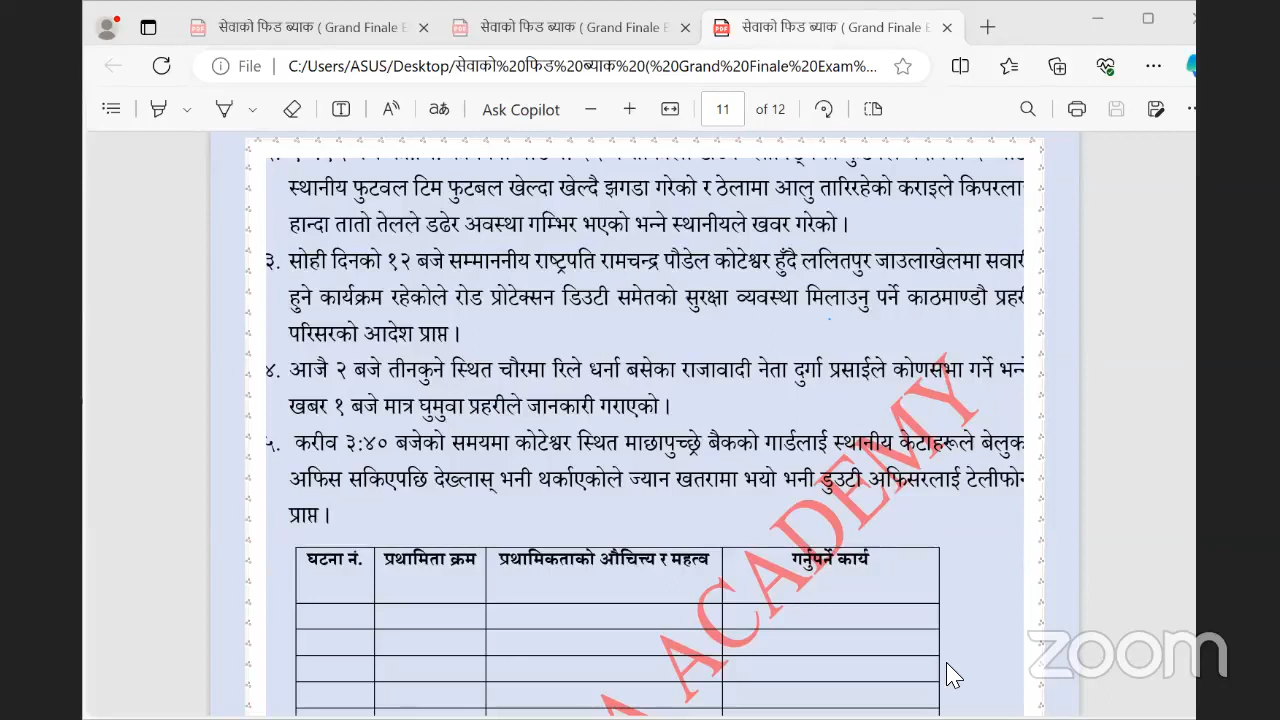 सेवाको फिड ब्याक ( Grand Finale E
सेवाको फिड ब्याक ( Grand Finale E
सेवाको फिड ब्याक ( Grand Finale E
File | C:/Users/ASUS/Desktop/सेवाको%20फिड%20ब्याक%20(%20Grand%20Finale%20Exam%...
Ask Copilot 11 of 12
स्थानीय फुटवल टिम फुटबल खेल्दा खेल्दै झगडा गरेको र ठेलामा आलु तारिरहेको कराइले किपरला
हान्दा तातो तेलले डढेर अवस्था गम्भिर भएको भन्ने स्थानीयले खवर गरेको ।
३. सोही दिनको १२ बजे सम्माननीय राष्ट्रपति रामचन्द्र पौडेल कोटेश्वर हुँदै ललितपुर जाउलाखेलमा सवारी
हुने कार्यक्रम रहेकोले रोड प्रोटेक्सन डिउटी समेतको सुरक्षा व्यवस्था मिलाउनु पर्ने काठमाण्डौ प्रहरी
परिसरको आदेश प्राप्त ।
४. आजै २ बजे तीनकुने स्थित चौरमा रिले धर्ना बसेका राजावादी नेता दुर्गा प्रसाईले कोणसभा गर्ने भन्ने
खबर १ बजे मात्र घुमुवा प्रहरीले जानकारी गराएको ।
५. करीव ३:४० बजेको समयमा कोटेश्वर स्थित माछापुच्छ्रे बैकको गार्डलाई स्थानीय केटाहरूले बेलुक
अफिस सकिएपछि देख्लास् भनी थर्काएकोले ज्यान खतरामा भयो भनी डुउटी अफिसरलाई टेलीफोन
प्राप्त ।
घटना नं. प्रथामिता क्रम प्रथामिकताको औचित्त्य र महत्व गर्नुपर्ने कार्य
A ACADEMY
zoom